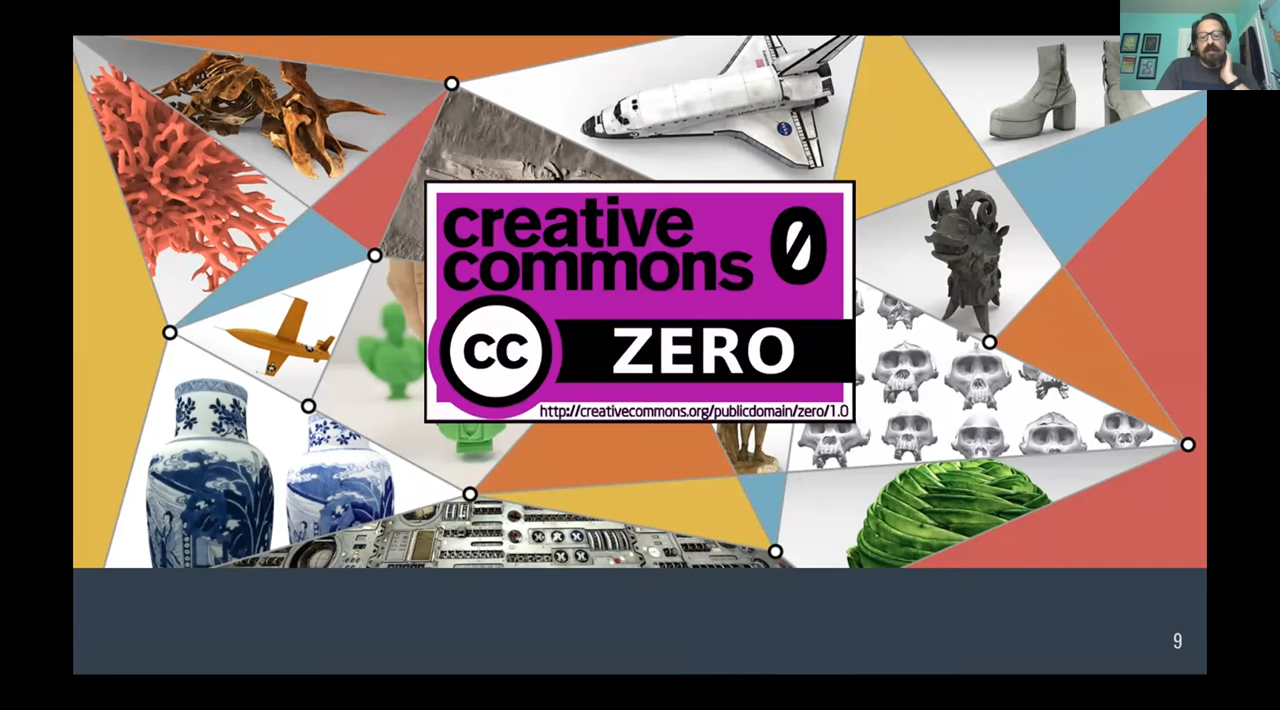 creative
commons 0
cc ZERO
http://creativecommons.org/publicdomain/zero/1.0
9